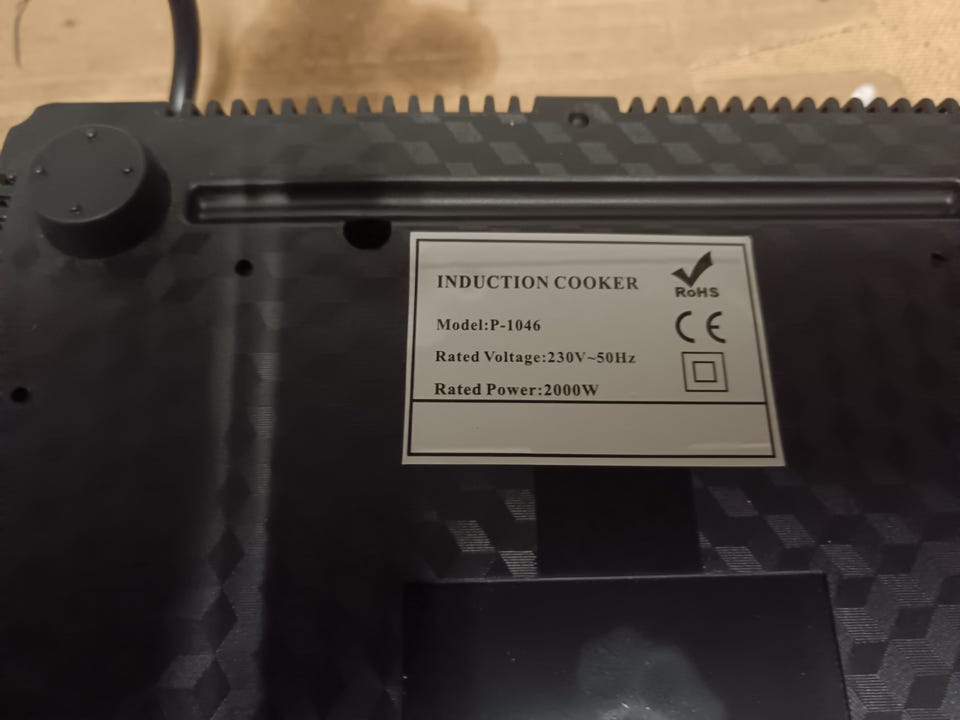 INDUCTION COOKER
RoHS
Model:P-1046
CE
Rated Voltage:230V~50Hz
Rated Power:2000W